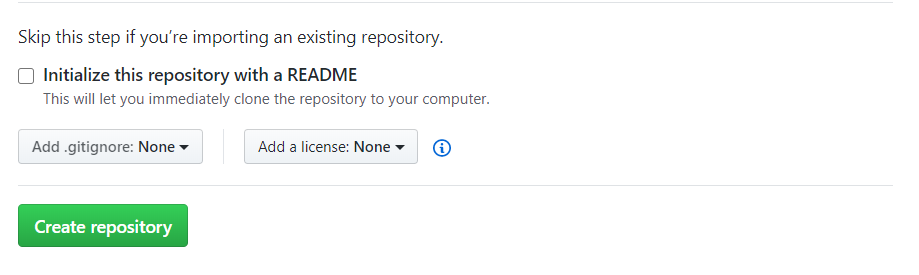 Skip this step if you’re importing an existing repository.
Initialize this repository with a README
This will let you immediately clone the repository to your computer.
Add .gitignore: None
Add a license: None
Create repository